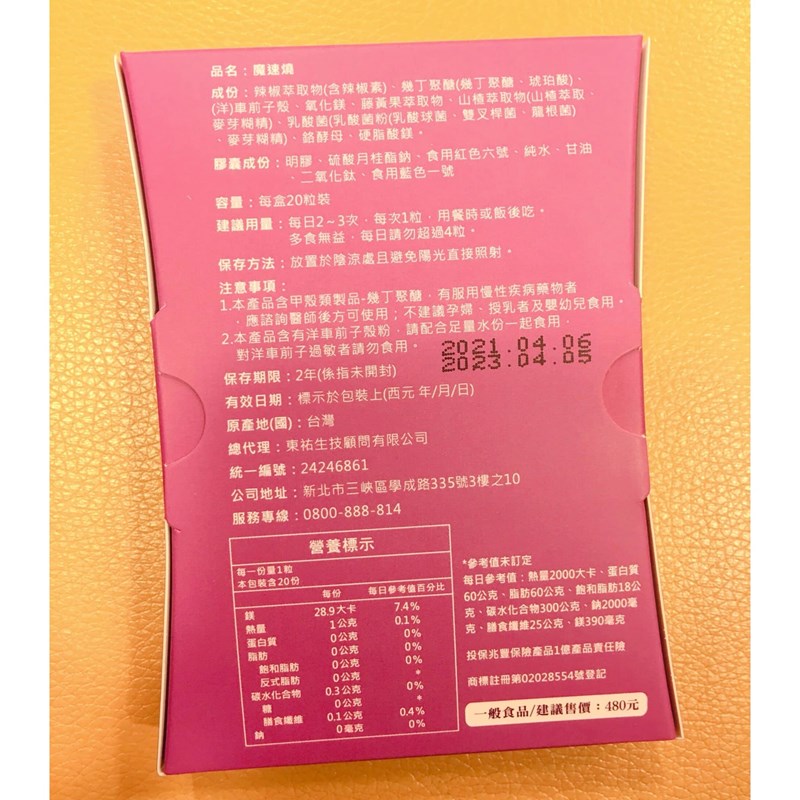 品名：魔速燒
成份：辣椒萃取物(含辣椒素)、幾丁聚醣(幾丁聚醣、琥珀酸)、
(洋)車前子殼、氧化鎂、藤黃果萃取物、山楂萃取物(山楂萃取、
麥芽糊精)、乳酸菌(乳酸菌粉(乳酸球菌、雙叉桿菌、龍根菌)
、麥芽糊精)、鉻酵母、硬脂酸鎂。
膠囊成份：明膠、硫酸月桂酯鈉、食用紅色六號、純水、甘油
、二氧化鈦、食用藍色一號
容量：每盒20粒裝
建議用量：每日2~3次，每次1粒，用餐時或飯後吃。
多食無益，每日請勿超過4粒。
保存方法：放置於陰涼處且避免陽光直接照射。
注意事項：
1.本產品含甲殼類製品-幾丁聚醣，有服用慢性疾病藥物者
，應諮詢醫師後方可使用；不建議孕婦、授乳者及嬰幼兒食用。
2.本產品含有洋車前子殼粉，請配合足量水份一起食用，
對洋車前子過敏者請勿食用。
2021.04.06
2023.04.05
保存期限：2年(係指未開封)
有效日期：標示於包裝上(西元 年/月/日)
原產地(國)：台灣
總代理：東祐生技顧問有限公司
統一編號：24246861
公司地址：新北市三峽區學成路335號3樓之10
服務專線：0800-888-814
營養標示
每一份量1粒
本包裝含20份
每份 每日參考值百分比
鎂 28.9大卡 7.4%
熱量 1公克 0.1%
蛋白質 0公克 0%
脂肪 0公克 0%
飽和脂肪 0公克 0%
反式脂肪 0公克 *
碳水化合物 0.3公克 0%
糖 0公克 *
膳食纖維 0.1公克 0.4%
鈉 0毫克 0%
*參考值未訂定
每日參考值：熱量2000大卡、蛋白質
60公克、脂肪60公克、飽和脂肪18公
克、碳水化合物300公克、鈉2000毫
克、膳食纖維25公克、鎂390毫克
投保兆豐保險產品1億產品責任險
商標註冊第02028554號登記
一般食品/建議售價：480元